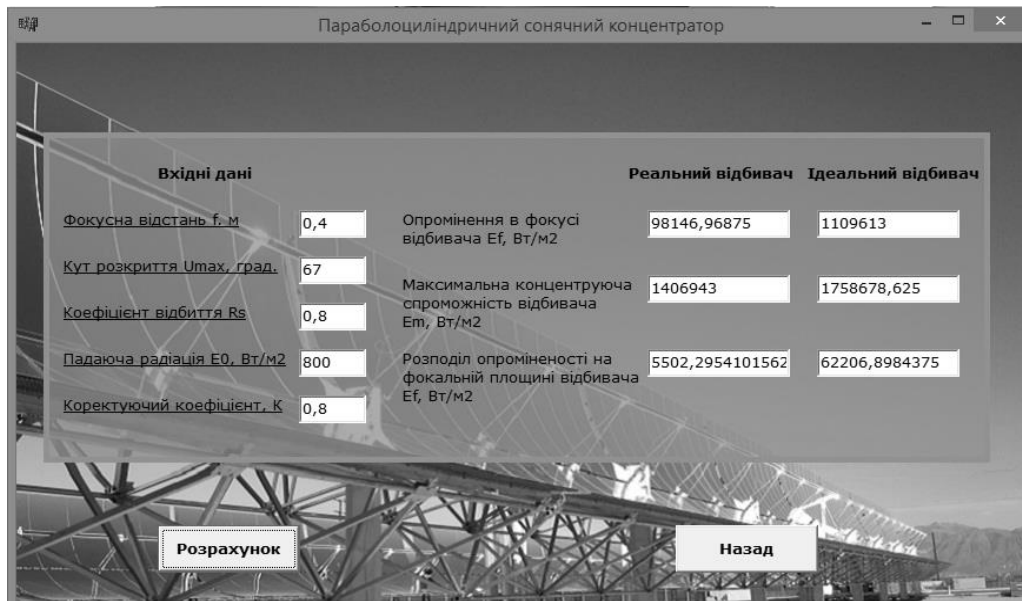 Параболоциліндричний сонячний концентратор
Вхідні дані
Реальний відбивач Ідеальний відбивач
Фокусна відстань f. м
0,4
Опромінення в фокусі
відбивача Ef, Вт/м2
98146,96875
1109613
Кут розкриття Umax, град.
67
Максимальна концентруюча
спроможність відбивача
Em, Вт/м2
1406943
1758678,625
Коефіцієнт відбиття Rs
0,8
Падаюча радіація E0, Вт/м2
800
Розподіл опроміненості на
фокальній площині відбивача
Ef, Вт/м2
5502,2954101562
62206,8984375
Коректуючий коефіцієнт, К
0,8
Розрахунок
Назад